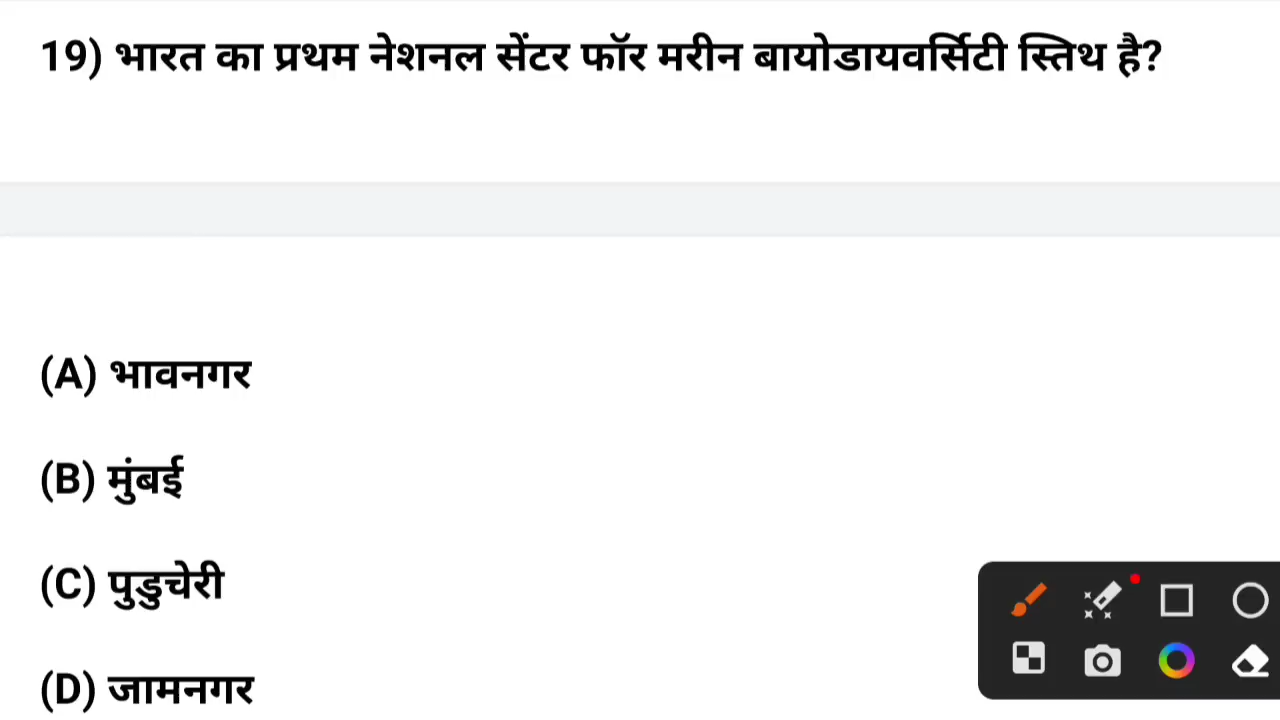 19) भारत का प्रथम नेशनल सेंटर फॉर मरीन बायोडायवर्सिटी स्तिथ है?
(A) भावनगर
(B) मुंबई
(C) पुडुचेरी
(D) जामनगर